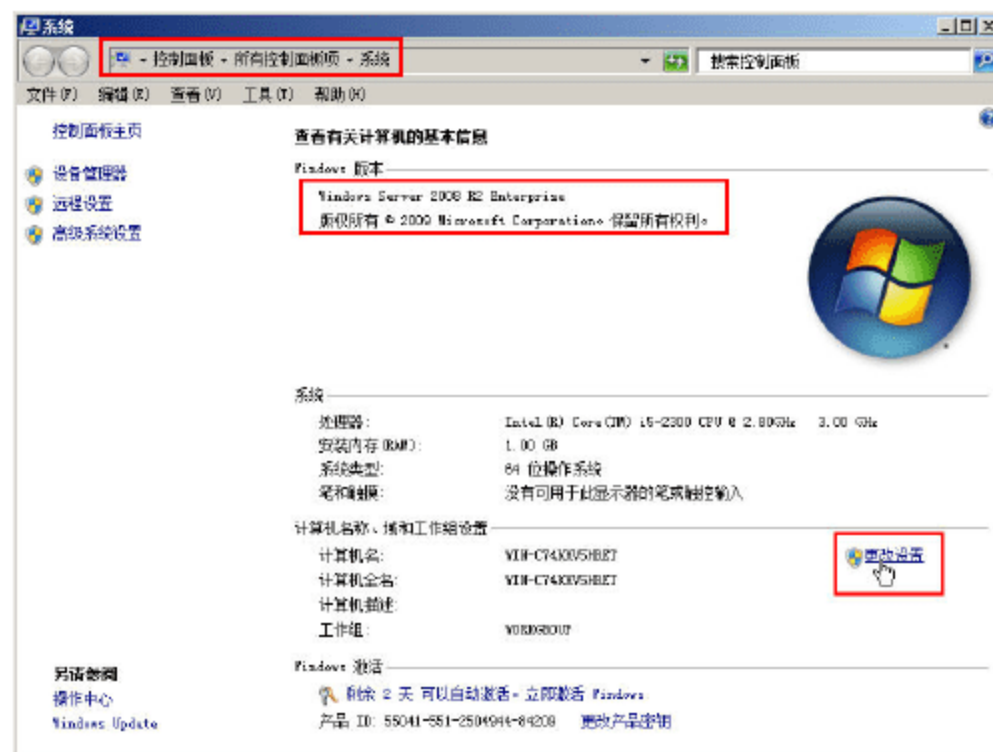 系统
控制面板 - 所有控制面板项 - 系统
搜索控制面板
文件(F) 编辑(E) 查看(V) 工具(T) 帮助(H)
控制面板主页
设备管理器
远程设置
高级系统设置
查看有关计算机的基本信息
Windows 版本
Windows Server 2008 R2 Enterprise
版权所有 © 2009 Microsoft Corporation。保留所有权利。
系统
处理器: Intel(R) Core(TM) i5-2300 CPU @ 2.80GHz 3.00 GHz
安装内存(RAM): 1.00 GB
系统类型: 64 位操作系统
笔和触摸: 没有可用于此显示器的笔或触控输入
计算机名称、域和工作组设置
计算机名:
更改设置
计算机全名:
计算机描述:
工作组: WORKGROUP
Windows 激活
剩余 2 天 可以自动激活。立即激活 Windows
产品 ID: 55041-551-2504944-84209 更改产品密钥
另请参阅
操作中心
Windows Update